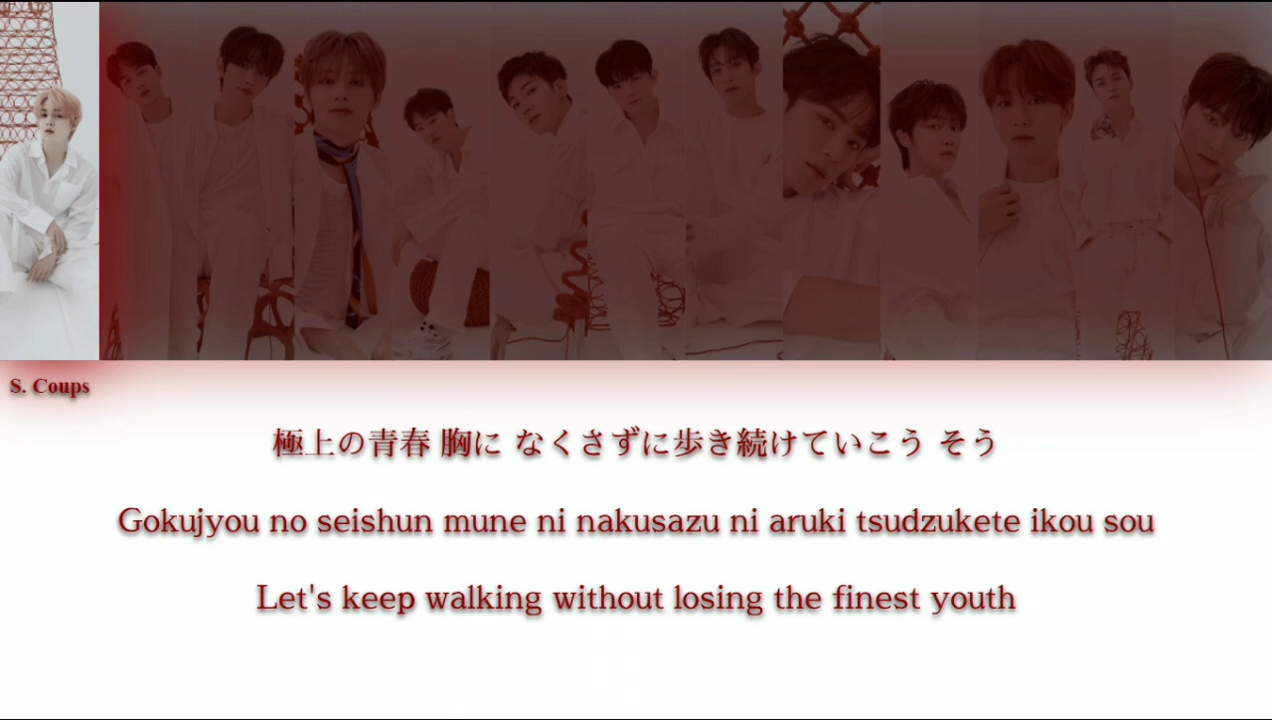 S. Coups
極上の青春 胸に なくさずに歩き続けていこう そう
Gokujyou no seishun mune ni nakusazu ni aruki tsudzukete ikou sou
Let's keep walking without losing the finest youth